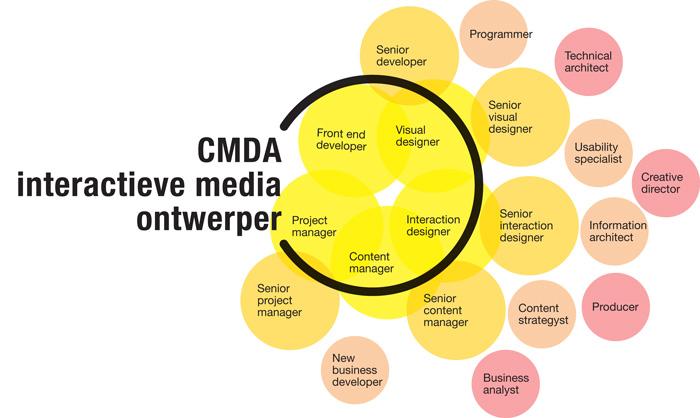 CMDA
interactieve media
ontwerper
Front end
developer
Visual
designer
Project
manager
Content
manager
Interaction
designer
Senior
developer
Programmer
Technical
architect
Senior
visual
designer
Usability
specialist
Creative
director
Senior
interaction
designer
Information
architect
Senior
project
manager
Senior
content
manager
Content
strategyst
Producer
New
business
developer
Business
analyst